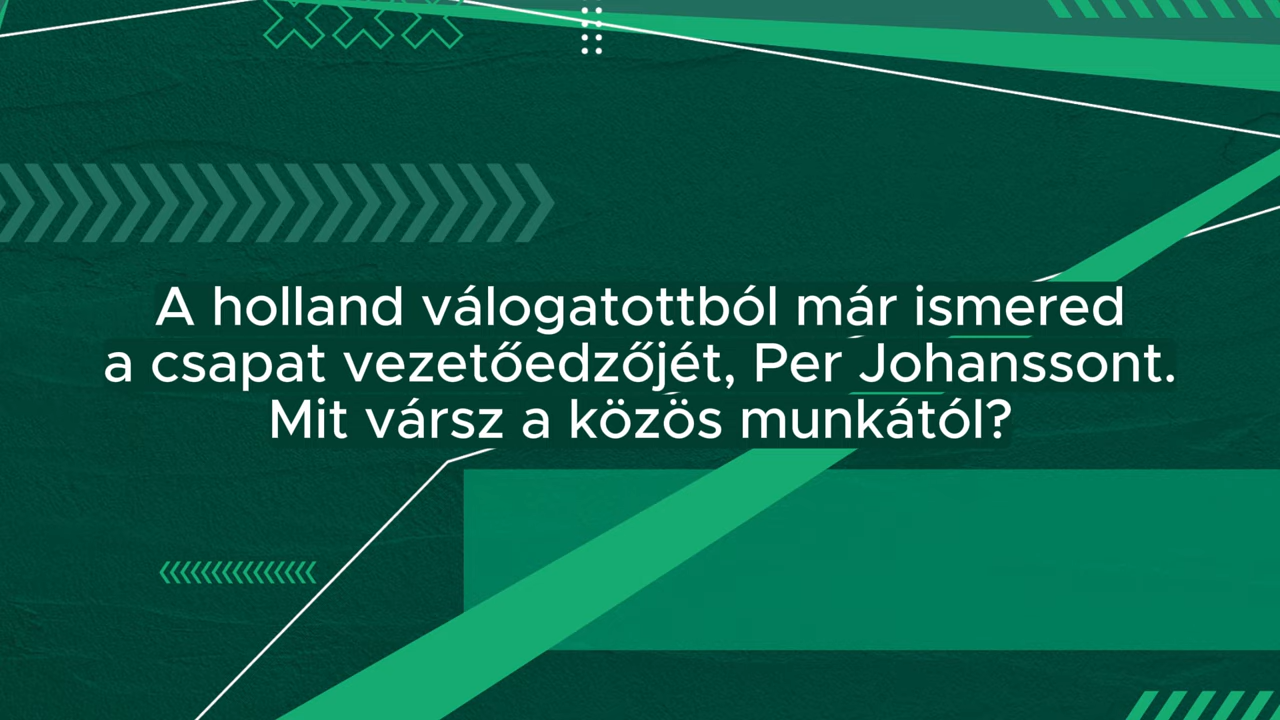 A holland válogatottból már ismered
a csapat vezetőedzőjét, Per Johanssont.
Mit vársz a közös munkától?